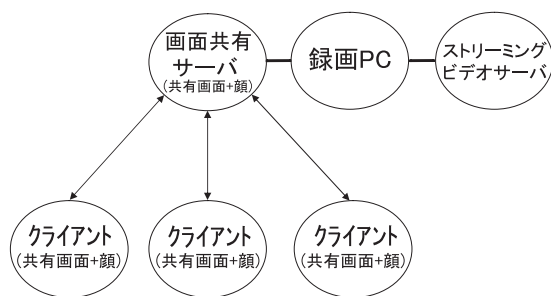 画面共有
サーバ
(共有画面+顔)
録画PC
ストリーミング
ビデオサーバ
クライアント
(共有画面+顔)
クライアント
(共有画面+顔)
クライアント
(共有画面+顔)